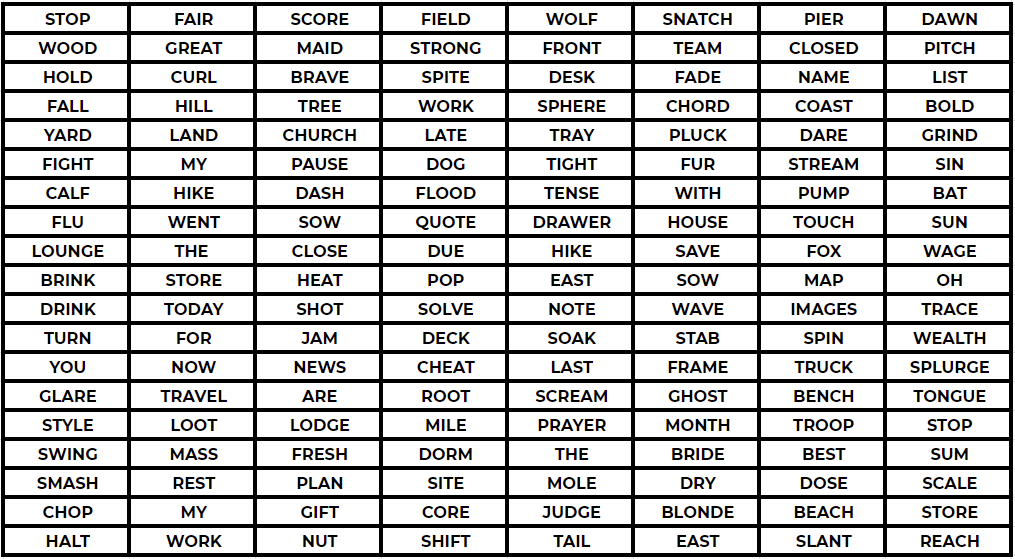 STOP FAIR SCORE FIELD WOLF SNATCH PIER DAWN
WOOD GREAT MAID STRONG FRONT TEAM CLOSED PITCH
HOLD CURL BRAVE SPITE DESK FADE NAME LIST
FALL HILL TREE WORK SPHERE CHORD COAST BOLD
YARD LAND CHURCH LATE TRAY PLUCK DARE GRIND
FIGHT MY PAUSE DOG TIGHT FUR STREAM SIN
CALF HIKE DASH FLOOD TENSE WITH PUMP BAT
FLU WENT SOW QUOTE DRAWER HOUSE TOUCH SUN
LOUNGE THE CLOSE DUE HIKE SAVE FOX WAGE
BRINK STORE HEAT POP EAST SOW MAP OH
DRINK TODAY SHOT SOLVE NOTE WAVE IMAGES TRACE
TURN FOR JAM DECK SOAK STAB SPIN WEALTH
YOU NOW NEWS CHEAT LAST FRAME TRUCK SPLURGE
GLARE TRAVEL ARE ROOT SCREAM GHOST BENCH TONGUE
STYLE LOOT LODGE MILE PRAYER MONTH TROOP STOP
SWING MASS FRESH DORM THE BRIDE BEST SUM
SMASH REST PLAN SITE MOLE DRY DOSE SCALE
CHOP MY GIFT CORE JUDGE BLONDE BEACH STORE
HALT WORK NUT SHIFT TAIL EAST SLANT REACH